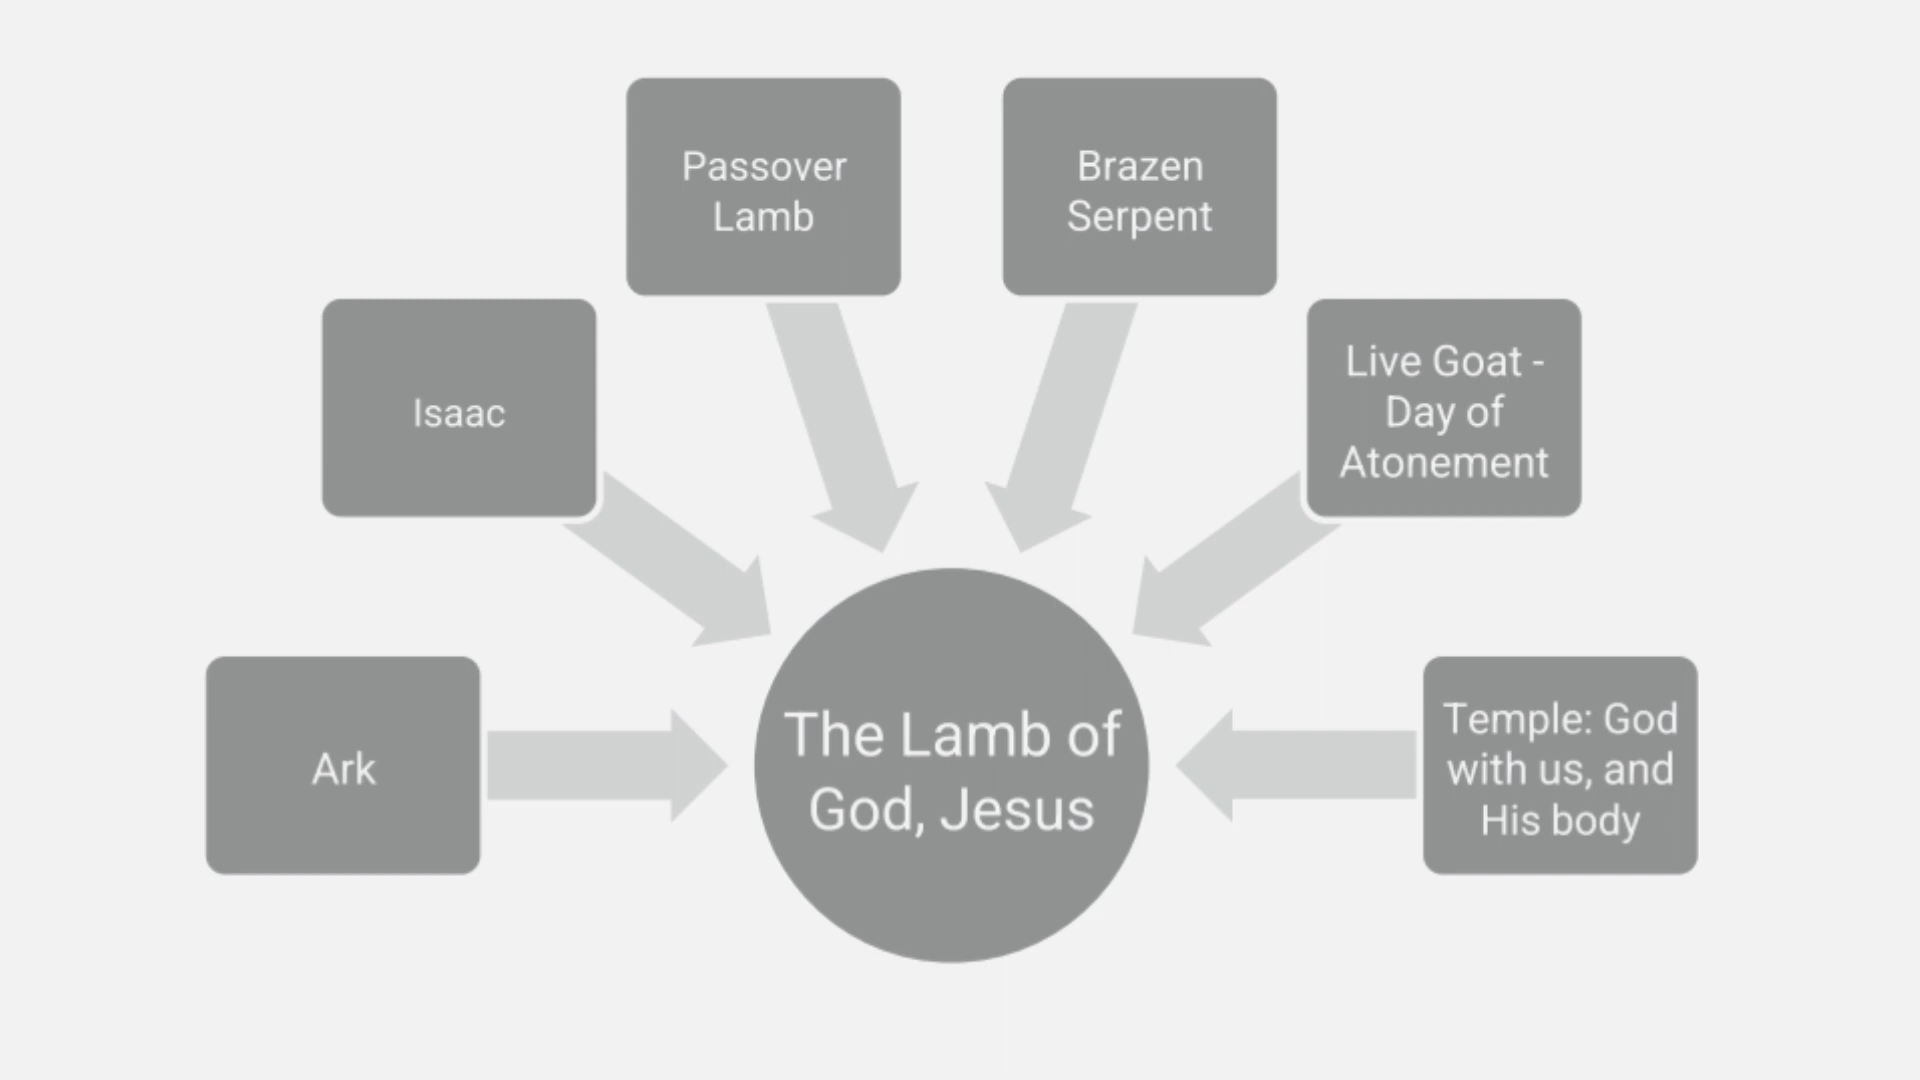 Passover
Lamb
Brazen
Serpent
Isaac
Live Goat -
Day of
Atonement
Ark
The Lamb of
God, Jesus
Temple: God
with us, and
His body